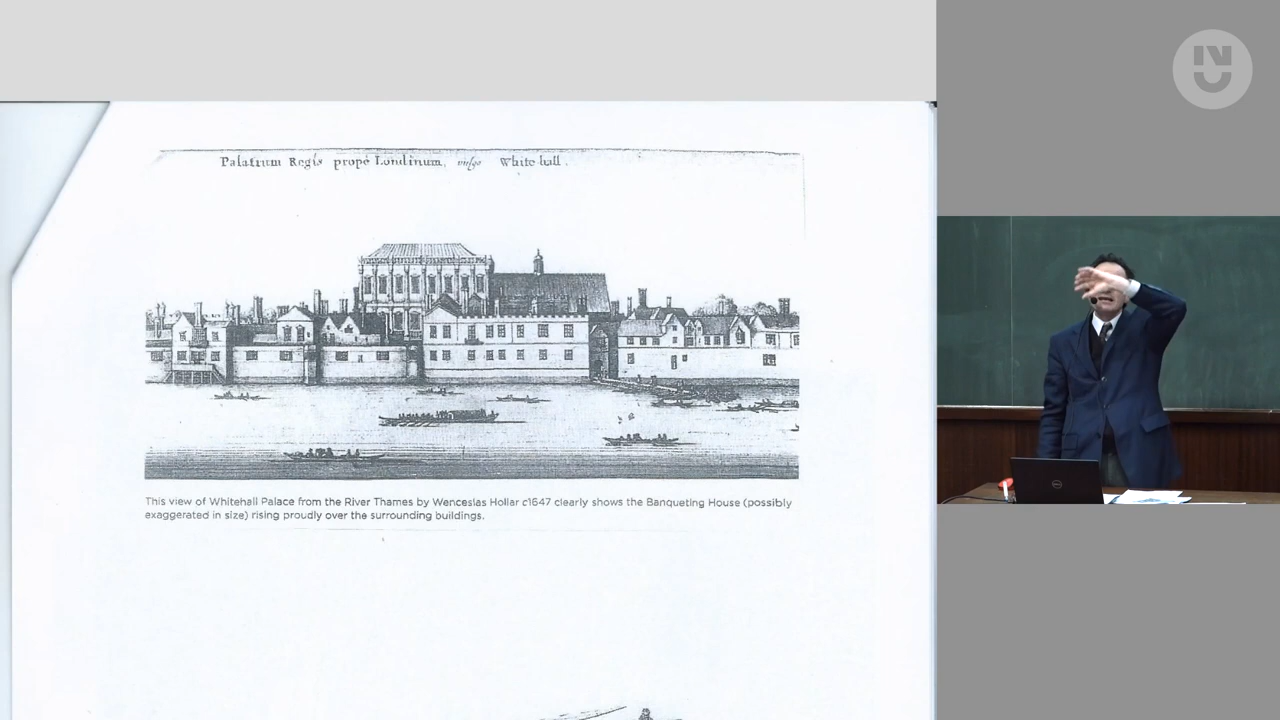 Palatium Regis prope Londinum, vulgo White-hall.
This view of Whitehall Palace from the River Thames by Wenceslas Hollar c1647 clearly shows the Banqueting House (possibly
exaggerated in size) rising proudly over the surrounding buildings.